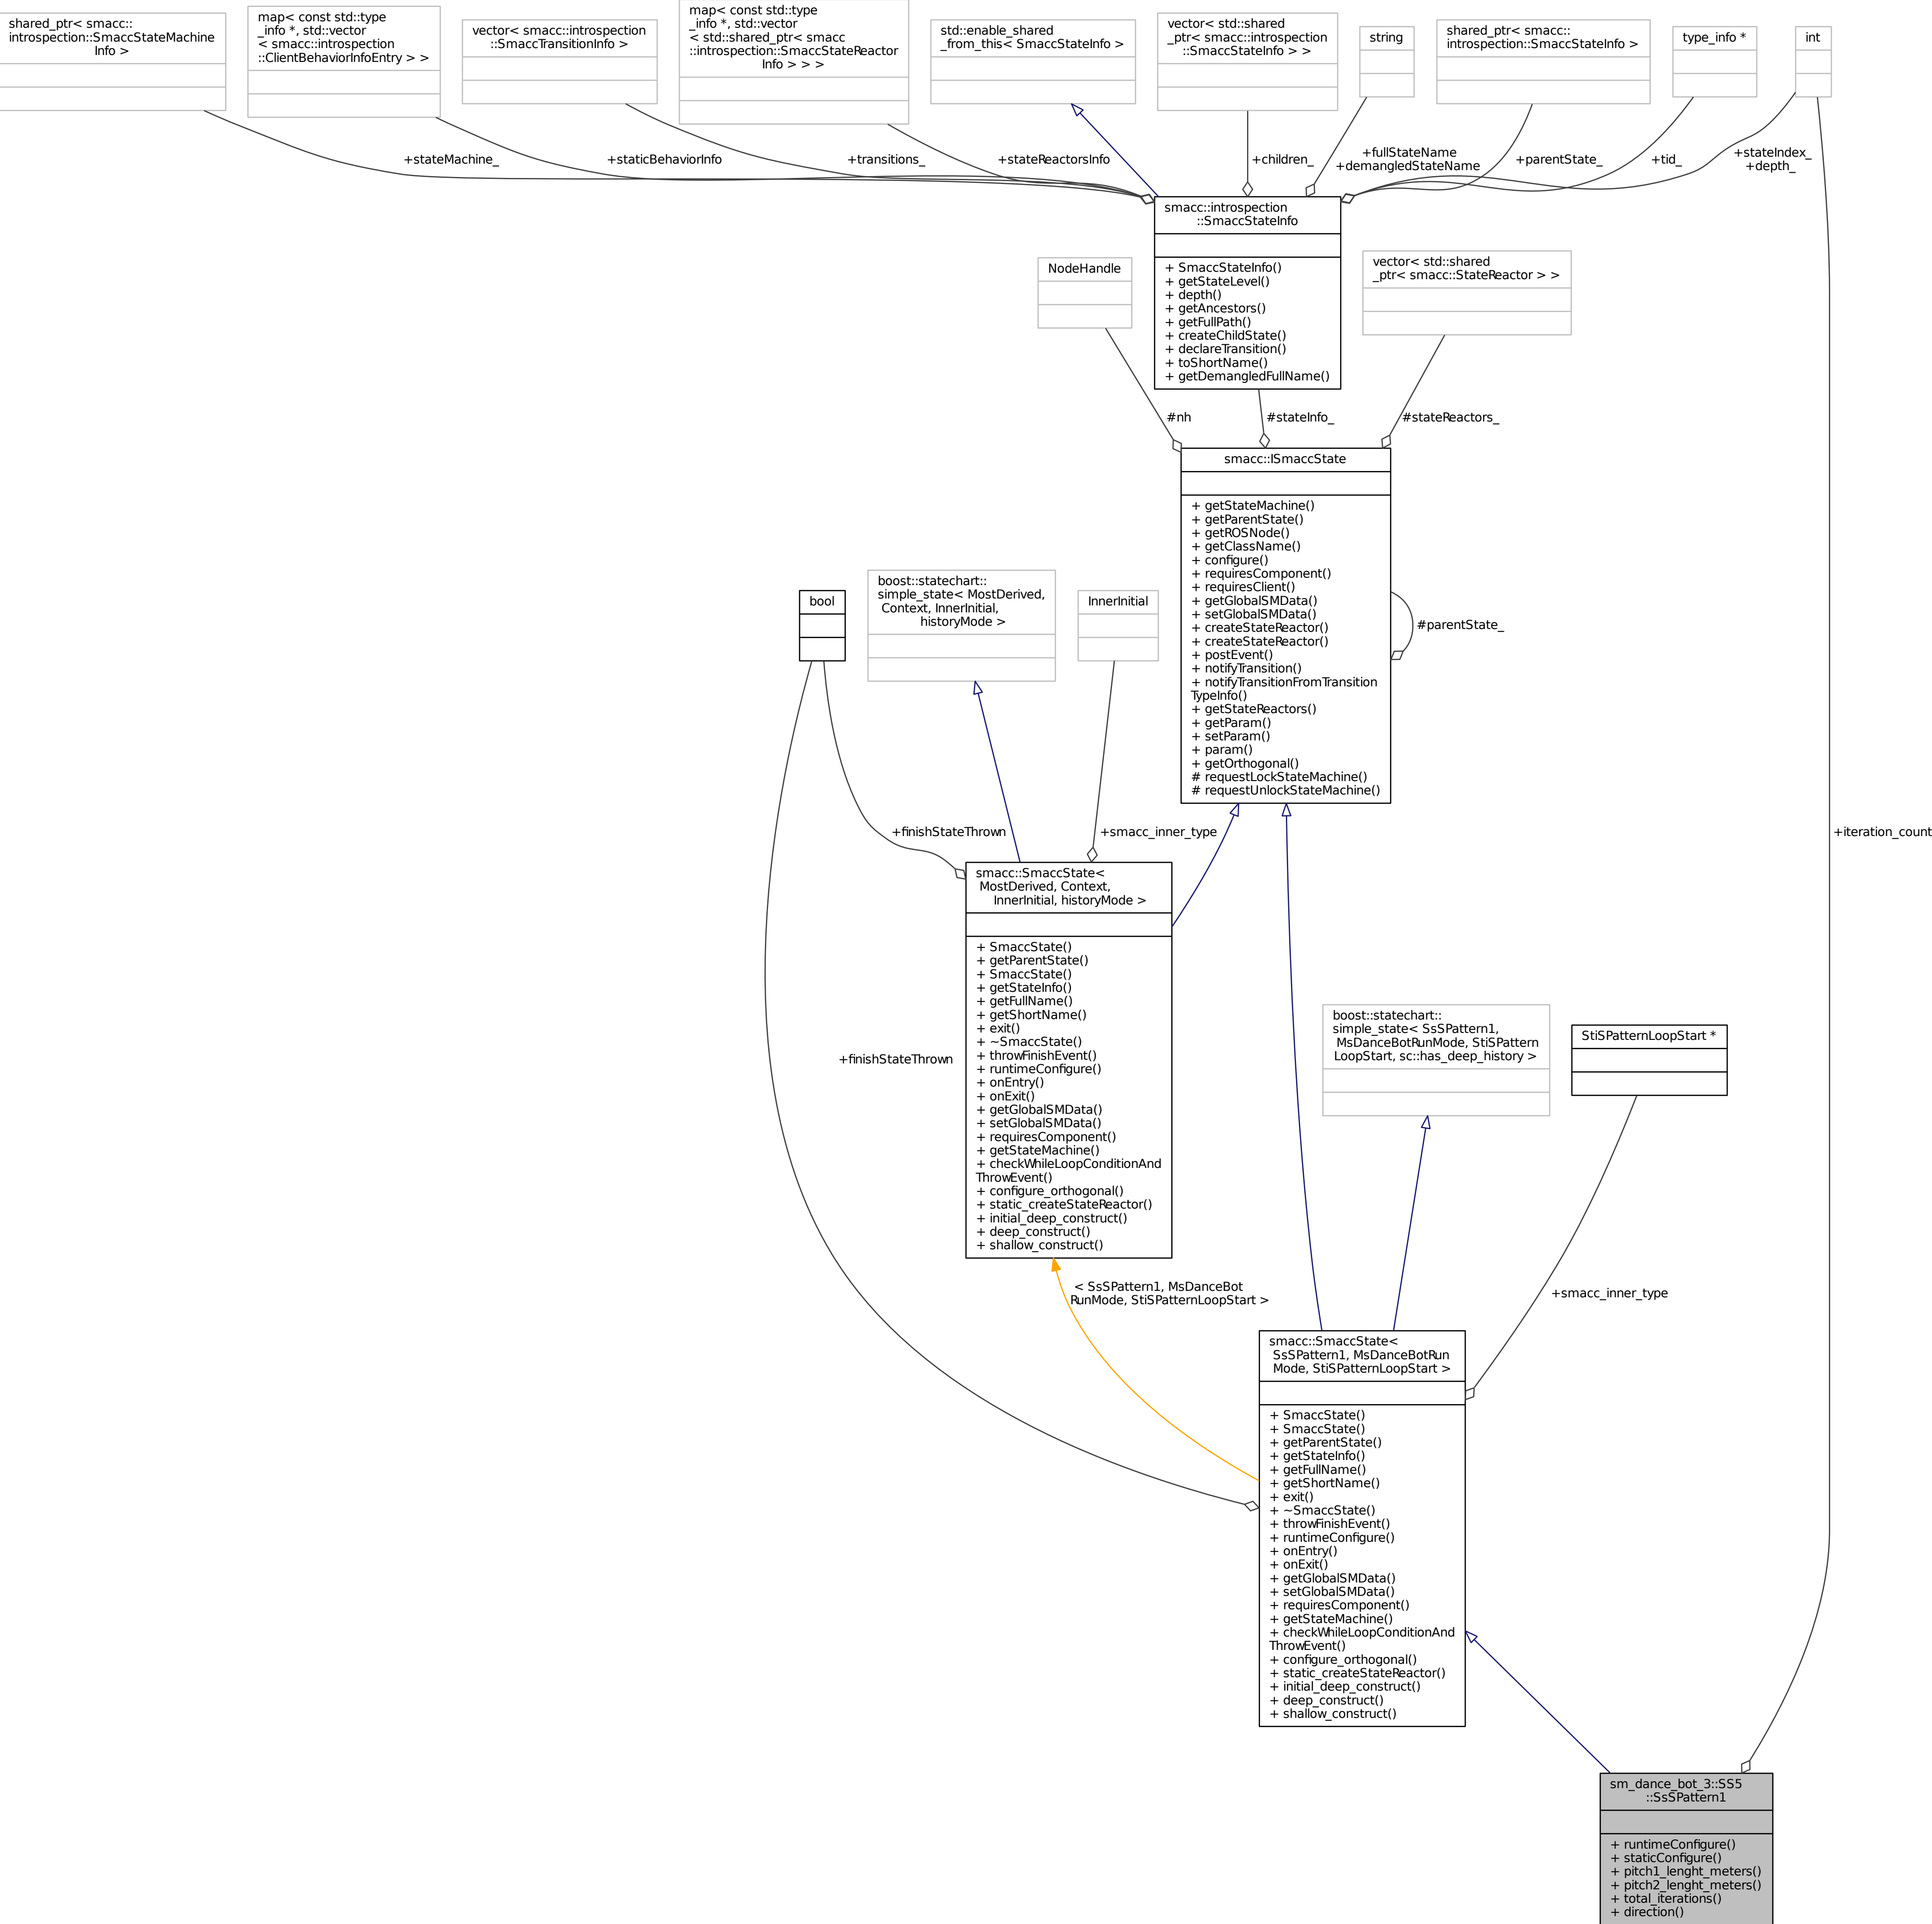 shared_ptr< smacc::
introspection::SmaccStateMachine
Info >
map< const std::type
_info *, std::vector
< smacc::introspection
::ClientBehaviorInfoEntry > >
vector< smacc::introspection
::SmaccTransitionInfo >
map< const std::type
_info *, std::vector
< std::shared_ptr< smacc
::introspection::SmaccStateReactor
Info > > >
std::enable_shared
_from_this< SmaccStateInfo >
vector< std::shared
_ptr< smacc::introspection
::SmaccStateInfo > >
string
shared_ptr< smacc::
introspection::SmaccStateInfo >
type_info *
int
+stateMachine_
+staticBehaviorInfo
+transitions_
+stateReactorsInfo
+children_
+fullStateName
+demangledStateName
+parentState_
+tid_
+stateIndex_
+depth_
smacc::introspection
::SmaccStateInfo
+ SmaccStateInfo()
+ getStateLevel()
+ depth()
+ getAncestors()
+ getFullPath()
+ createChildState()
+ declareTransition()
+ toShortName()
+ getDemangledFullName()
NodeHandle
vector< std::shared
_ptr< smacc::StateReactor > >
#nh
#stateInfo_
#stateReactors_
smacc::ISmaccState
+ getStateMachine()
+ getParentState()
+ getROSNode()
+ getClassName()
+ configure()
+ requiresComponent()
+ requiresClient()
+ getGlobalSMData()
+ setGlobalSMData()
+ createStateReactor()
+ createStateReactor()
+ postEvent()
+ notifyTransition()
+ notifyTransitionFromTransition
TypeInfo()
+ getStateReactors()
+ getParam()
+ setParam()
+ param()
+ getOrthogonal()
# requestLockStateMachine()
# requestUnlockStateMachine()
#parentState_
bool
boost::statechart::
simple_state< MostDerived,
Context, InnerInitial,
historyMode >
InnerInitial
+finishStateThrown
+smacc_inner_type
+iteration_count
smacc::SmaccState<
MostDerived, Context,
InnerInitial, historyMode >
+ SmaccState()
+ getParentState()
+ SmaccState()
+ getStateInfo()
+ getFullName()
+ getShortName()
+ exit()
+ ~SmaccState()
+ throwFinishEvent()
+ runtimeConfigure()
+ onEntry()
+ onExit()
+ getGlobalSMData()
+ setGlobalSMData()
+ requiresComponent()
+ getStateMachine()
+ checkWhileLoopConditionAnd
ThrowEvent()
+ configure_orthogonal()
+ static_createStateReactor()
+ initial_deep_construct()
+ deep_construct()
+ shallow_construct()
+finishStateThrown
boost::statechart::
simple_state< SsSPattern1,
MsDanceBotRunMode, StiSPattern
LoopStart, sc::has_deep_history >
StiSPatternLoopStart *
< SsSPattern1, MsDanceBot
RunMode, StiSPatternLoopStart >
+smacc_inner_type
smacc::SmaccState<
SsSPattern1, MsDanceBotRun
Mode, StiSPatternLoopStart >
+ SmaccState()
+ SmaccState()
+ getParentState()
+ getStateInfo()
+ getFullName()
+ getShortName()
+ exit()
+ ~SmaccState()
+ throwFinishEvent()
+ runtimeConfigure()
+ onEntry()
+ onExit()
+ getGlobalSMData()
+ setGlobalSMData()
+ requiresComponent()
+ getStateMachine()
+ checkWhileLoopConditionAnd
ThrowEvent()
+ configure_orthogonal()
+ static_createStateReactor()
+ initial_deep_construct()
+ deep_construct()
+ shallow_construct()
sm_dance_bot_3::SS5
::SsSPattern1
+ runtimeConfigure()
+ staticConfigure()
+ pitch1_lenght_meters()
+ pitch2_lenght_meters()
+ total_iterations()
+ direction()